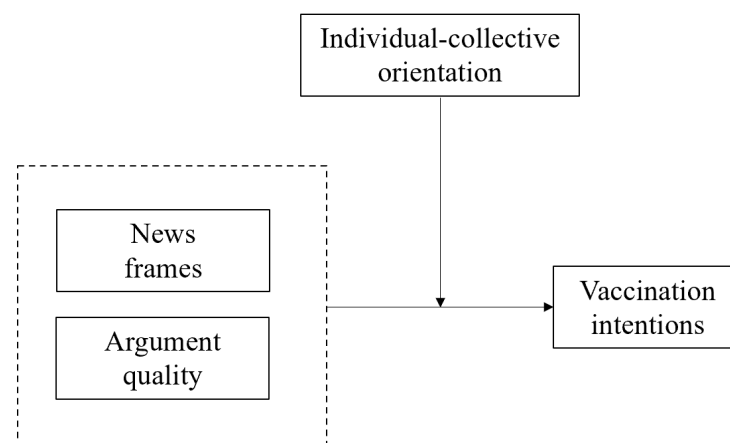 Individual-collective
orientation
News
frames
Argument
quality
Vaccination
intentions